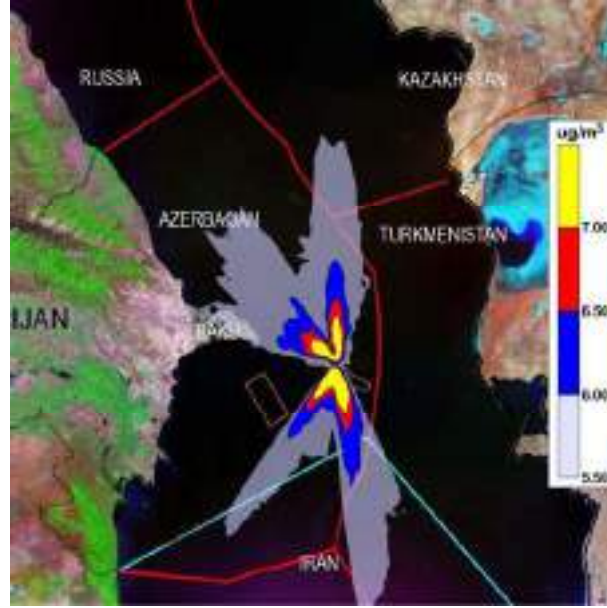 RUSSIA
KAZAKHSTAN
ug/m³
AZERBAIJAN
TURKMENISTAN
7.00
IJAN
BAKU
6.50
6.00
5.50
IRAN